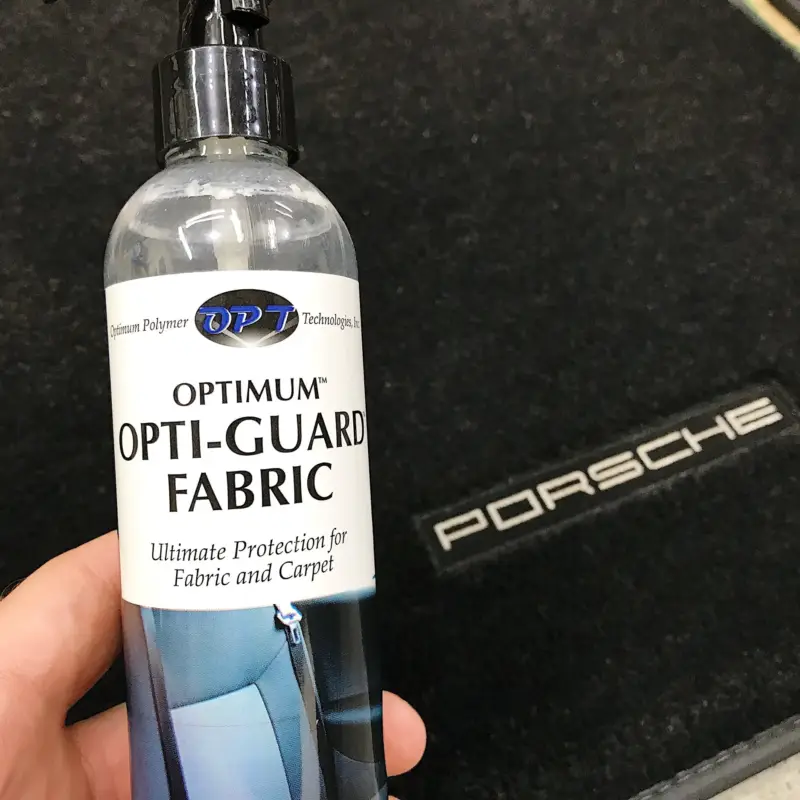 Optimum Polymer OPT Technologies, Inc.
OPTIMUM™
OPTI-GUARD®
FABRIC
Ultimate Protection for
Fabric and Carpet
PORSCHE